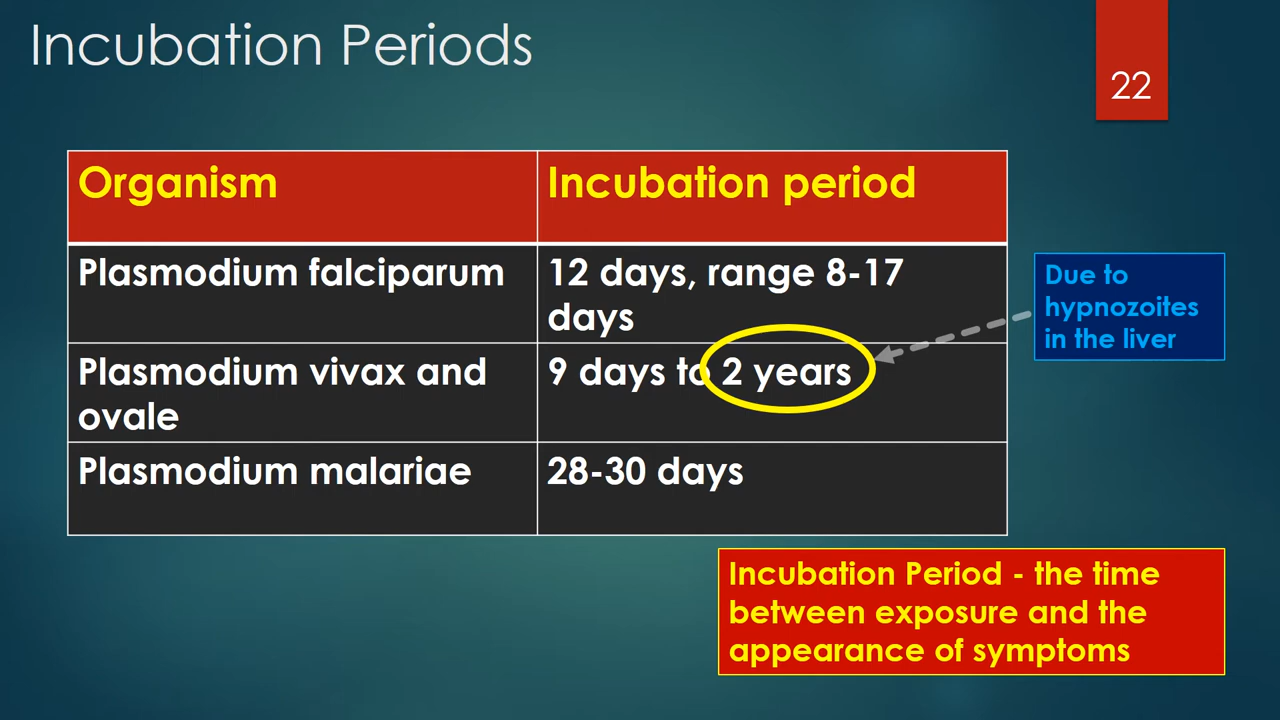 Incubation Periods
22
Organism
Incubation period
Plasmodium falciparum
12 days, range 8-17
days
Due to
hypnozoites
in the liver
Plasmodium vivax and
ovale
9 days to 2 years
Plasmodium malariae
28-30 days
Incubation Period - the time
between exposure and the
appearance of symptoms